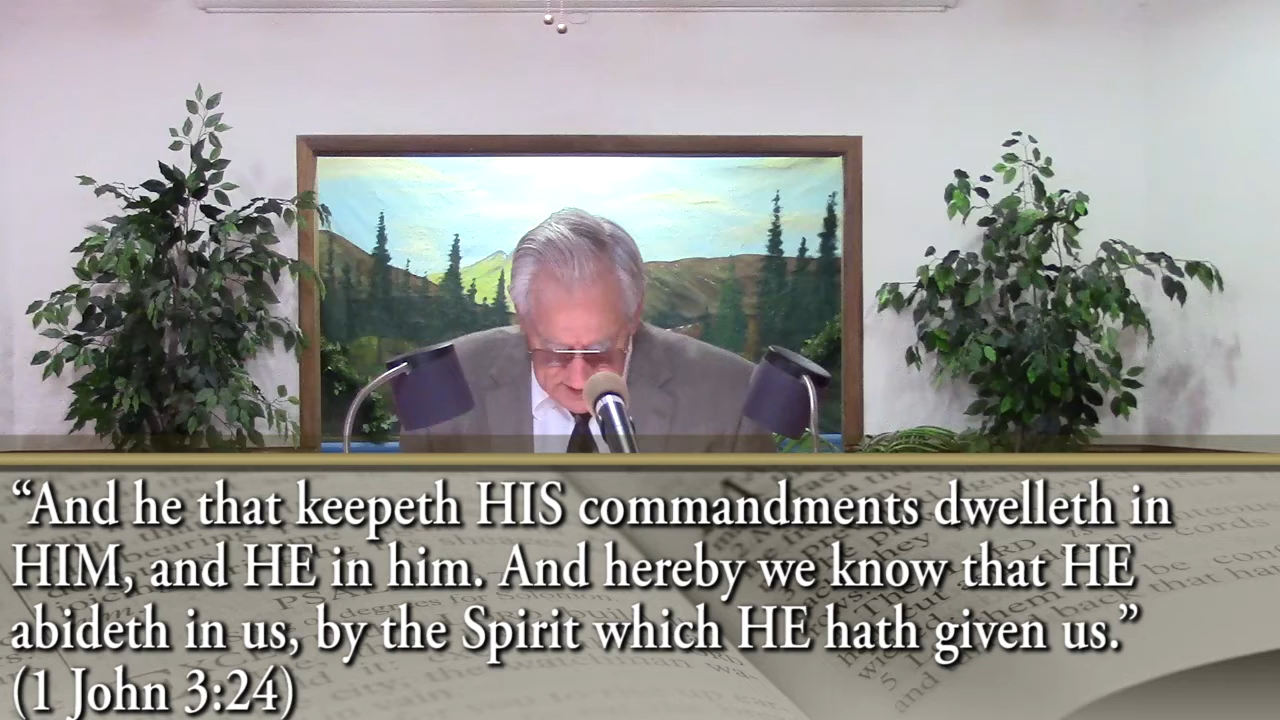 “And he that keepeth HIS commandments dwelleth in
HIM, and HE in him. And hereby we know that HE
abideth in us, by the Spirit which HE hath given us.”
(1 John 3:24)